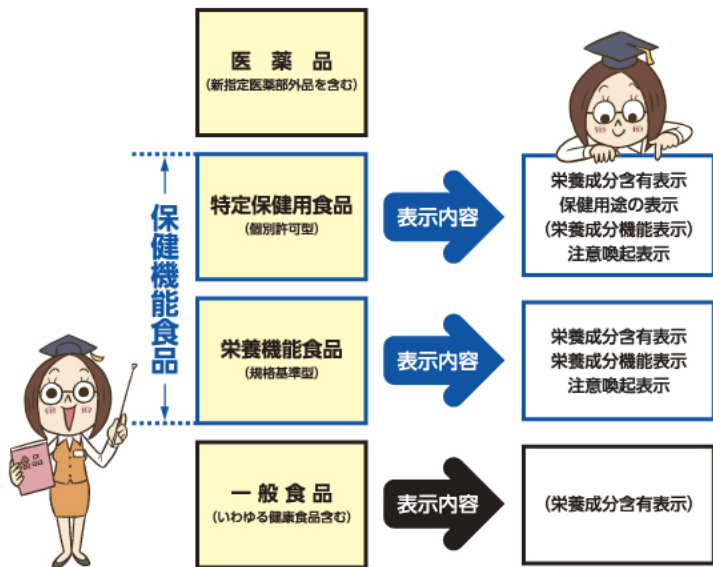 医薬品
(新指定医薬部外品を含む)
保健機能食品
特定保健用食品
(個別許可型)
表示内容
栄養成分含有表示
保健用途の表示
(栄養成分機能表示)
注意喚起表示
栄養機能食品
(規格基準型)
表示内容
栄養成分含有表示
栄養成分機能表示
注意喚起表示
一般食品
(いわゆる健康食品含む)
表示内容
(栄養成分含有表示)
食品